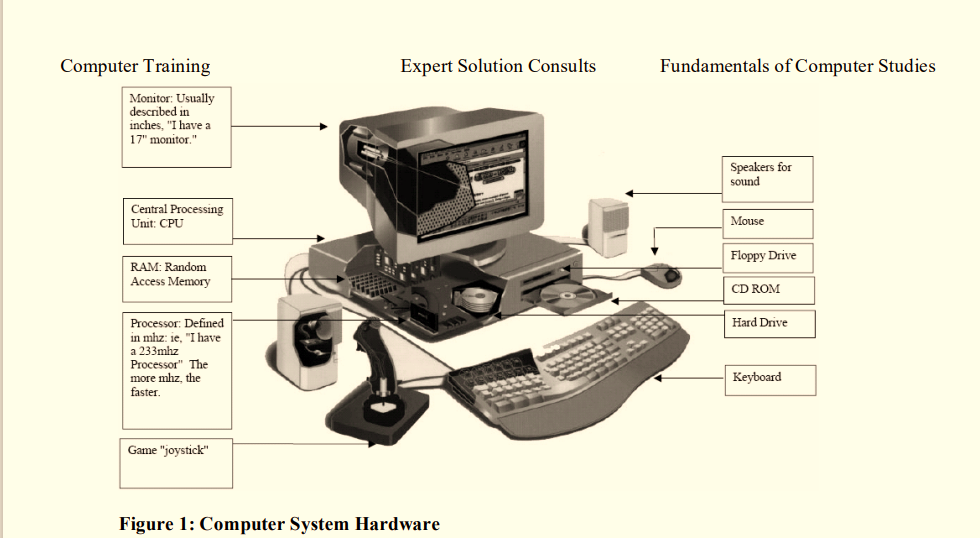 Computer Training
Expert Solution Consults
Fundamentals of Computer Studies
Monitor: Usually
described in
inches, "I have a
17" monitor."
Central Processing
Unit: CPU
RAM: Random
Access Memory
Processor: Defined
in mhz: ie, "I have
a 233mhz
Processor" The
more mhz, the
faster.
Game "joystick"
Speakers for
sound
Mouse
Floppy Drive
CD ROM
Hard Drive
Keyboard
Figure 1: Computer System Hardware